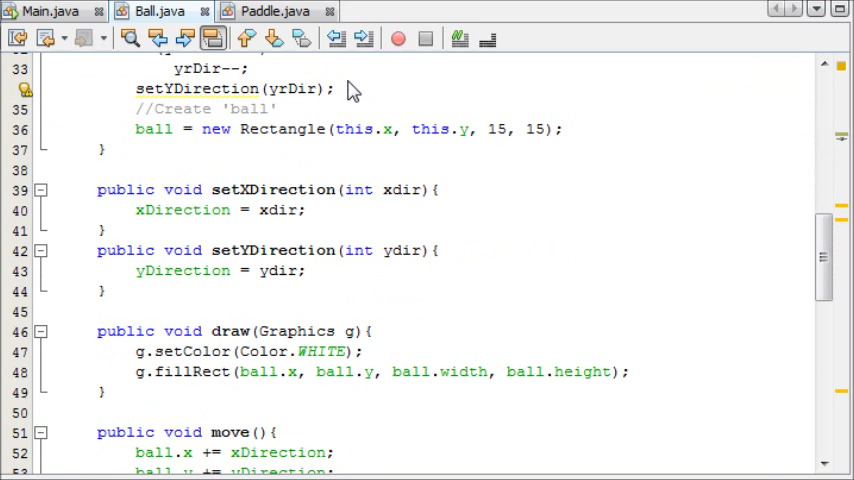 Main.java Ball.java Paddle.java
33 yrDir--;
setYDirection(yrDir);
35 //Create 'ball'
36 ball = new Rectangle(this.x, this.y, 15, 15);
37 }
38
39 public void setXDirection(int xdir){
40 xDirection = xdir;
41 }
42 public void setYDirection(int ydir){
43 yDirection = ydir;
44 }
45
46 public void draw(Graphics g){
47 g.setColor(Color.WHITE);
48 g.fillRect(ball.x, ball.y, ball.width, ball.height);
49 }
50
51 public void move(){
52 ball.x += xDirection;
53 ball.y += yDirection;